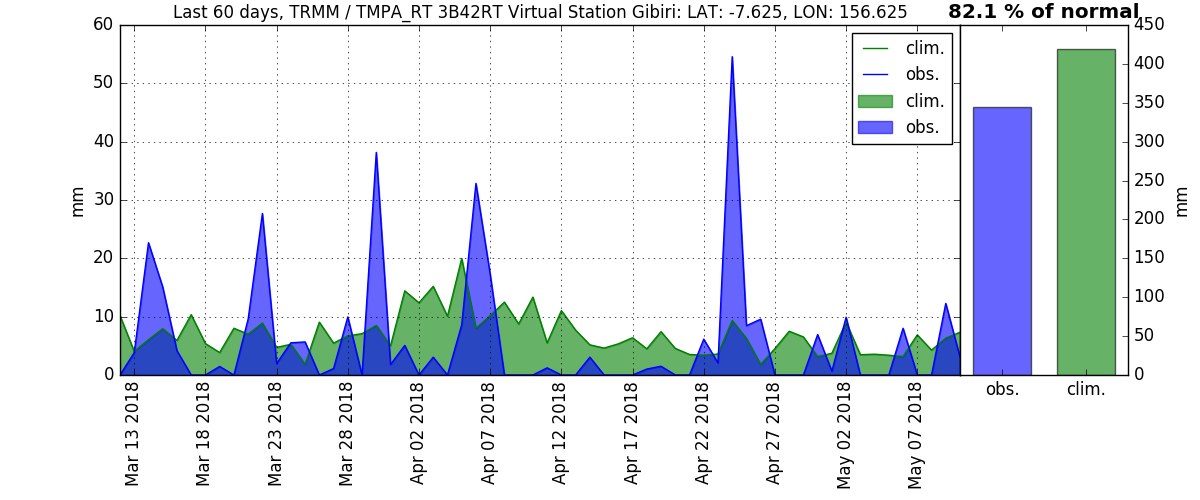 Last 60 days, TRMM / TMPA_RT 3B42RT Virtual Station Gibiri: LAT: -7.625, LON: 156.625
82.1 % of normal
60
50
40
30
20
10
0
mm
clim.
obs.
clim.
obs.
450
400
350
300
250
200
150
100
50
0
mm
obs.
clim.
Mar 13 2018
Mar 18 2018
Mar 23 2018
Mar 28 2018
Apr 02 2018
Apr 07 2018
Apr 12 2018
Apr 17 2018
Apr 22 2018
Apr 27 2018
May 02 2018
May 07 2018